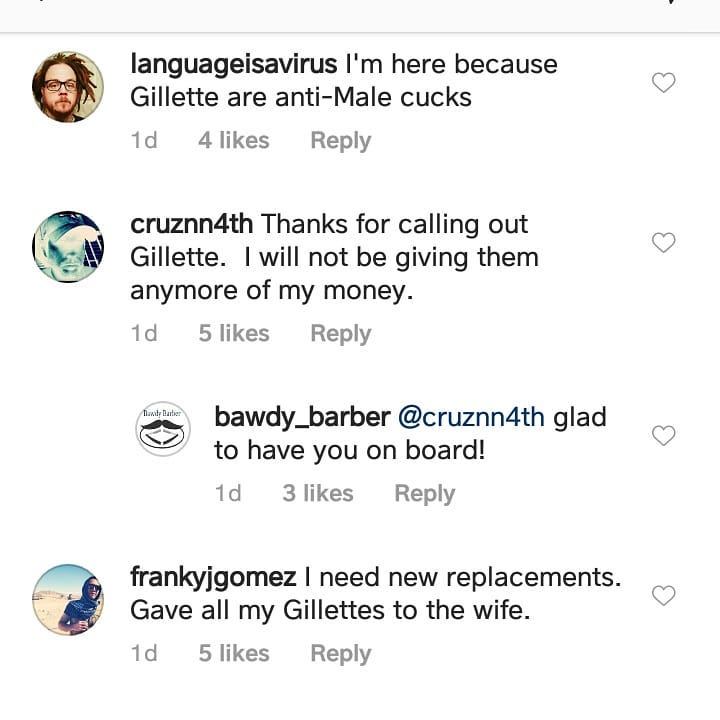 languageisavirus I'm here because
Gillette are anti-Male cucks
1d 4 likes Reply
cruznn4th Thanks for calling out
Gillette. I will not be giving them
anymore of my money.
1d 5 likes Reply
Bawdy Barber
bawdy_barber @cruznn4th glad
to have you on board!
1d 3 likes Reply
frankyjgomez I need new replacements.
Gave all my Gillettes to the wife.
1d 5 likes Reply